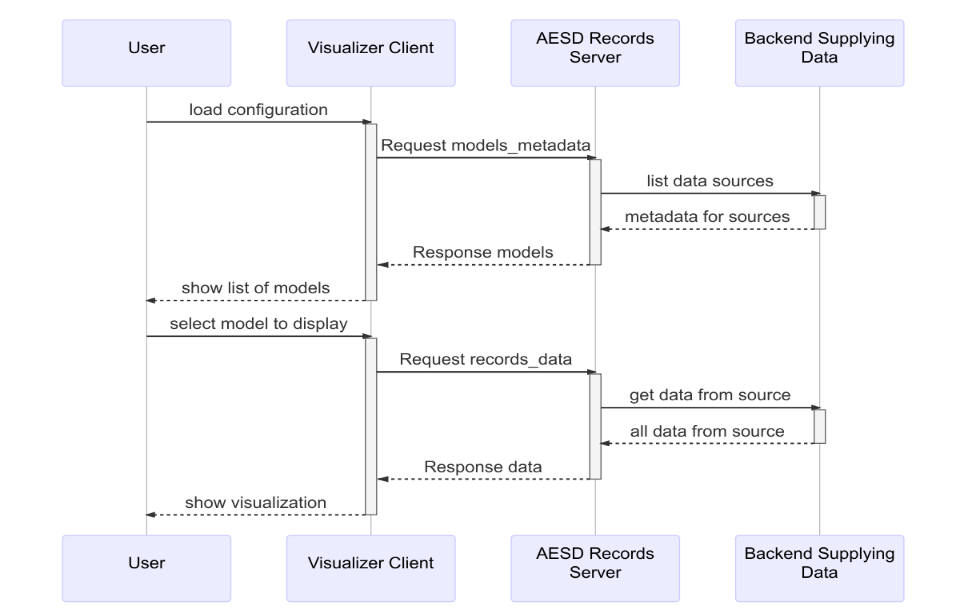 User
Visualizer Client
AESD Records
Server
Backend Supplying
Data
load configuration
Request models_metadata
list data sources
metadata for sources
Response models
show list of models
select model to display
Request records_data
get data from source
all data from source
Response data
show visualization
User
Visualizer Client
AESD Records
Server
Backend Supplying
Data